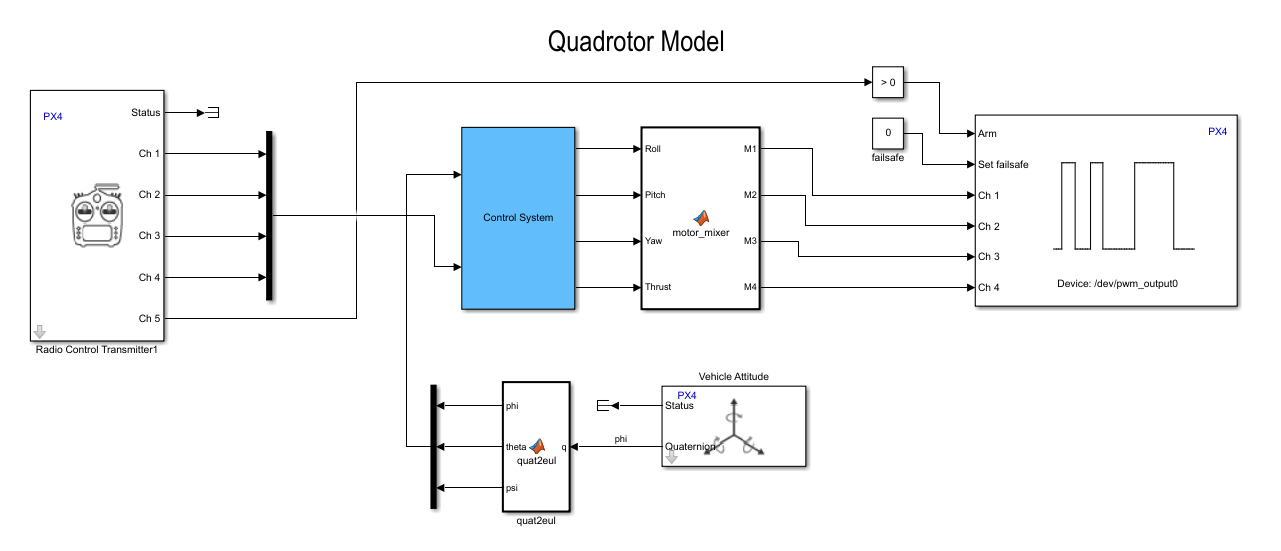 Quadrotor Model
PX4
Status
Ch 1
Ch 2
Ch 3
Ch 4
Ch 5
Radio Control Transmitter1
Control System
Roll
Pitch
Yaw
Thrust
motor_mixer
M1
M2
M3
M4
> 0
0
failsafe
PX4
Arm
Set failsafe
Ch 1
Ch 2
Ch 3
Ch 4
Device: /dev/pwm_output0
phi
theta
psi
q
quat2eul
quat2eul
phi
Vehicle Attitude
PX4
Status
Quaternion